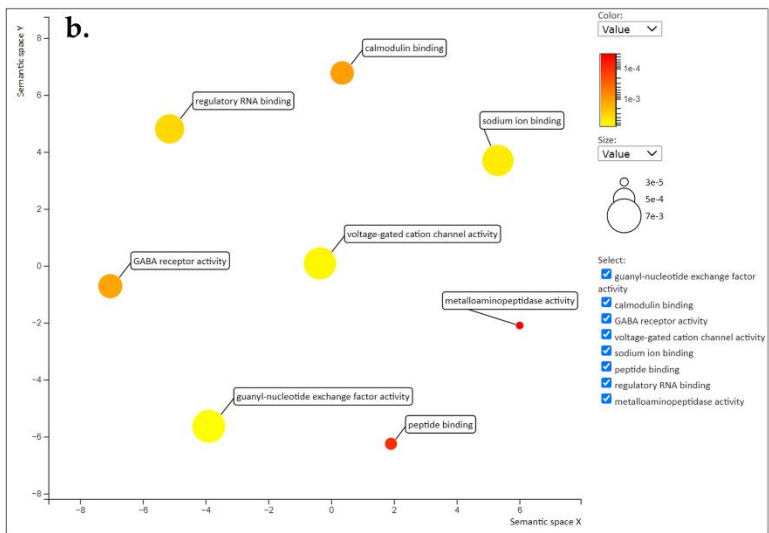 b.
Semantic space Y
8
6
4
2
0
−2
−4
−6
−8
calmodulin binding
regulatory RNA binding
sodium ion binding
voltage-gated cation channel activity
GABA receptor activity
metalloaminopeptidase activity
guanyl-nucleotide exchange factor activity
peptide binding
−8
−6
−4
−2
0
2
4
6
Semantic space X
Color:
Value
1e-4
1e-3
Size:
Value
3e-5
5e-4
7e-3
Select:
guanyl-nucleotide exchange factor
activity
calmodulin binding
GABA receptor activity
voltage-gated cation channel activity
sodium ion binding
peptide binding
regulatory RNA binding
metalloaminopeptidase activity